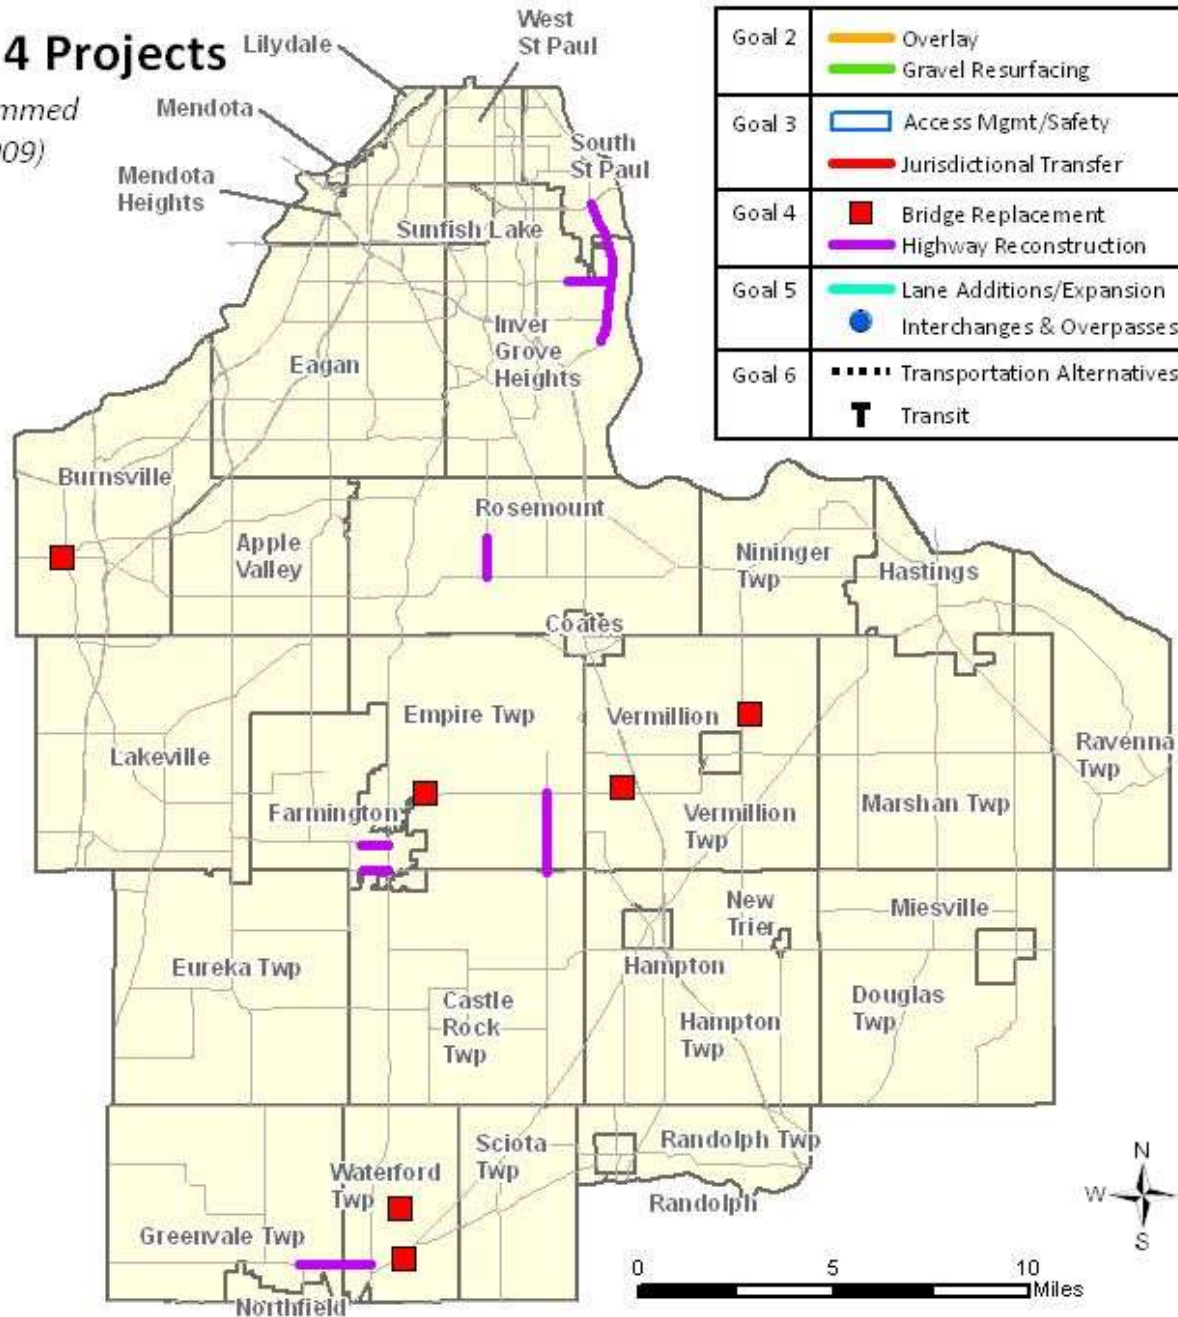 4 Projects
mmed
009)
Lilydale
West
St Paul
Mendota
Mendota
Heights
South
St Paul
Sunfish Lake
Inver
Grove
Heights
Eagan
Goal 2
Overlay
Gravel Resurfacing
Goal 3
Access Mgmt/Safety
Jurisdictional Transfer
Goal 4
Bridge Replacement
Highway Reconstruction
Goal 5
Lane Additions/Expansion
Interchanges & Overpasses
Goal 6
Transportation Alternatives
Transit
Burnsville
Apple
Valley
Rosemount
Nininger
Twp
Hastings
Coates
Empire Twp
Vermillion
Lakeville
Ravenna
Twp
Farmington
Vermillion
Twp
Marshan Twp
New
Trier
Miesville
Eureka Twp
Hampton
Castle
Rock
Twp
Hampton
Twp
Douglas
Twp
Sciota
Twp
Randolph Twp
Waterford
Twp
Randolph
Greenvale Twp
Northfield
N
W
S
0 5 10
Miles